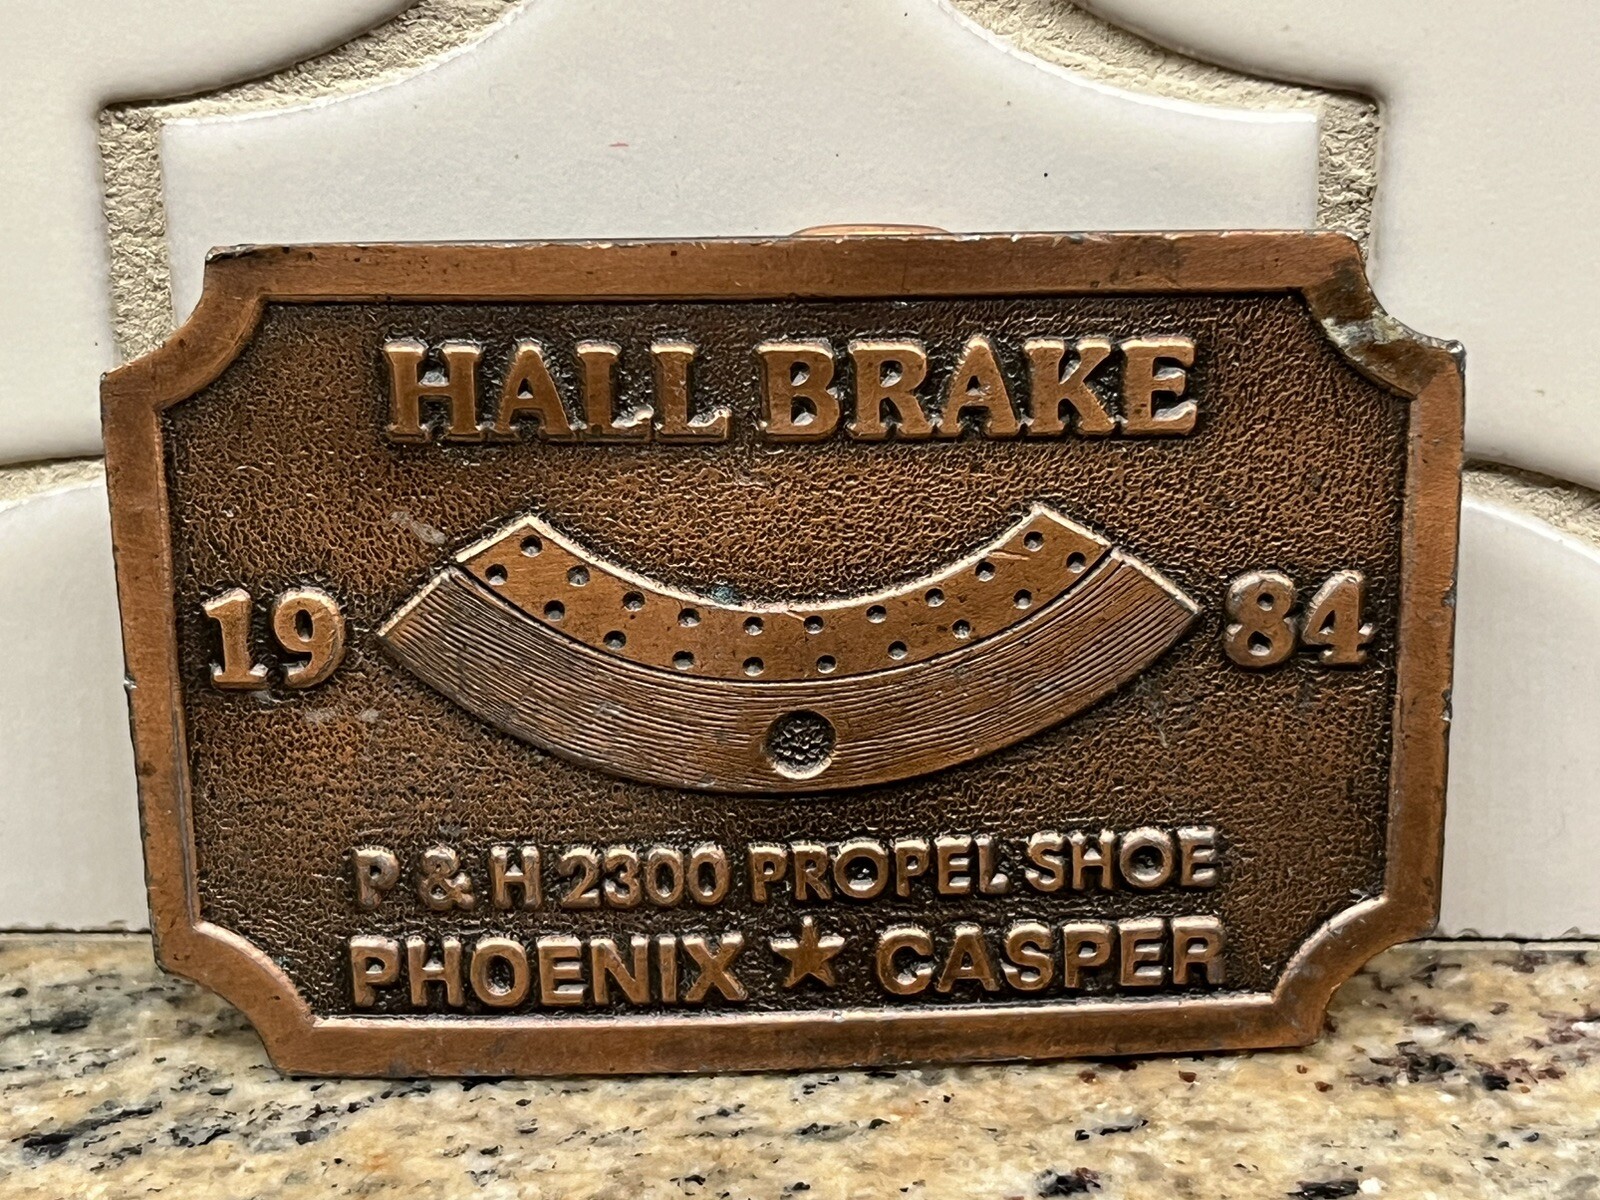 HALL BRAKE
19 84
P & H 2300 PROPEL SHOE
PHOENIX ★ CASPER